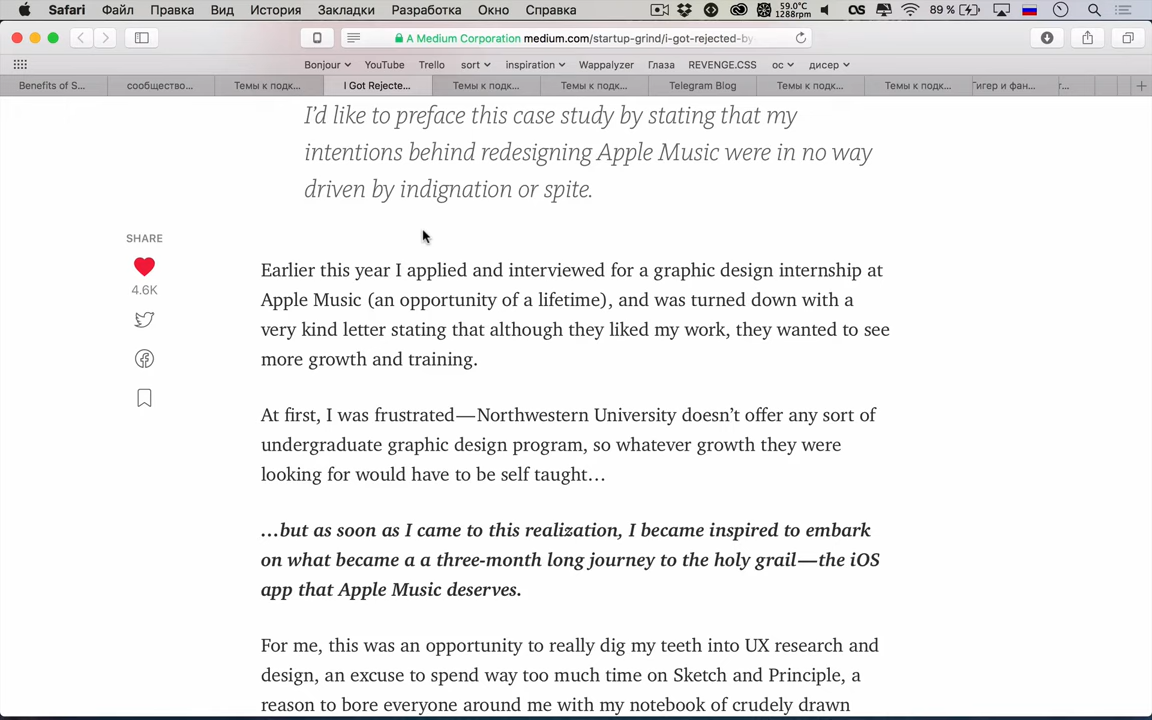 Safari Файл Правка Вид История Закладки Разработка Окно Справка 59.0°C 1288rpm OS 89 %
A Medium Corporation medium.com/startup-grind/i-got-rejected-by-
Bonjour YouTube Trello sort inspiration Wappalyzer Глаза REVENGE.CSS ос дисер
Benefits of S... сообщество... Темы к подк... I Got Rejecte... Темы к подк... Темы к подк... Telegram Blog Темы к подк... Темы к подк... Гигер и фан...
I’d like to preface this case study by stating that my
intentions behind redesigning Apple Music were in no way
driven by indignation or spite.
SHARE
4.6K
Earlier this year I applied and interviewed for a graphic design internship at
Apple Music (an opportunity of a lifetime), and was turned down with a
very kind letter stating that although they liked my work, they wanted to see
more growth and training.
At first, I was frustrated—Northwestern University doesn’t offer any sort of
undergraduate graphic design program, so whatever growth they were
looking for would have to be self taught…
…but as soon as I came to this realization, I became inspired to embark
on what became a a three-month long journey to the holy grail—the iOS
app that Apple Music deserves.
For me, this was an opportunity to really dig my teeth into UX research and
design, an excuse to spend way too much time on Sketch and Principle, a
reason to bore everyone around me with my notebook of crudely drawn